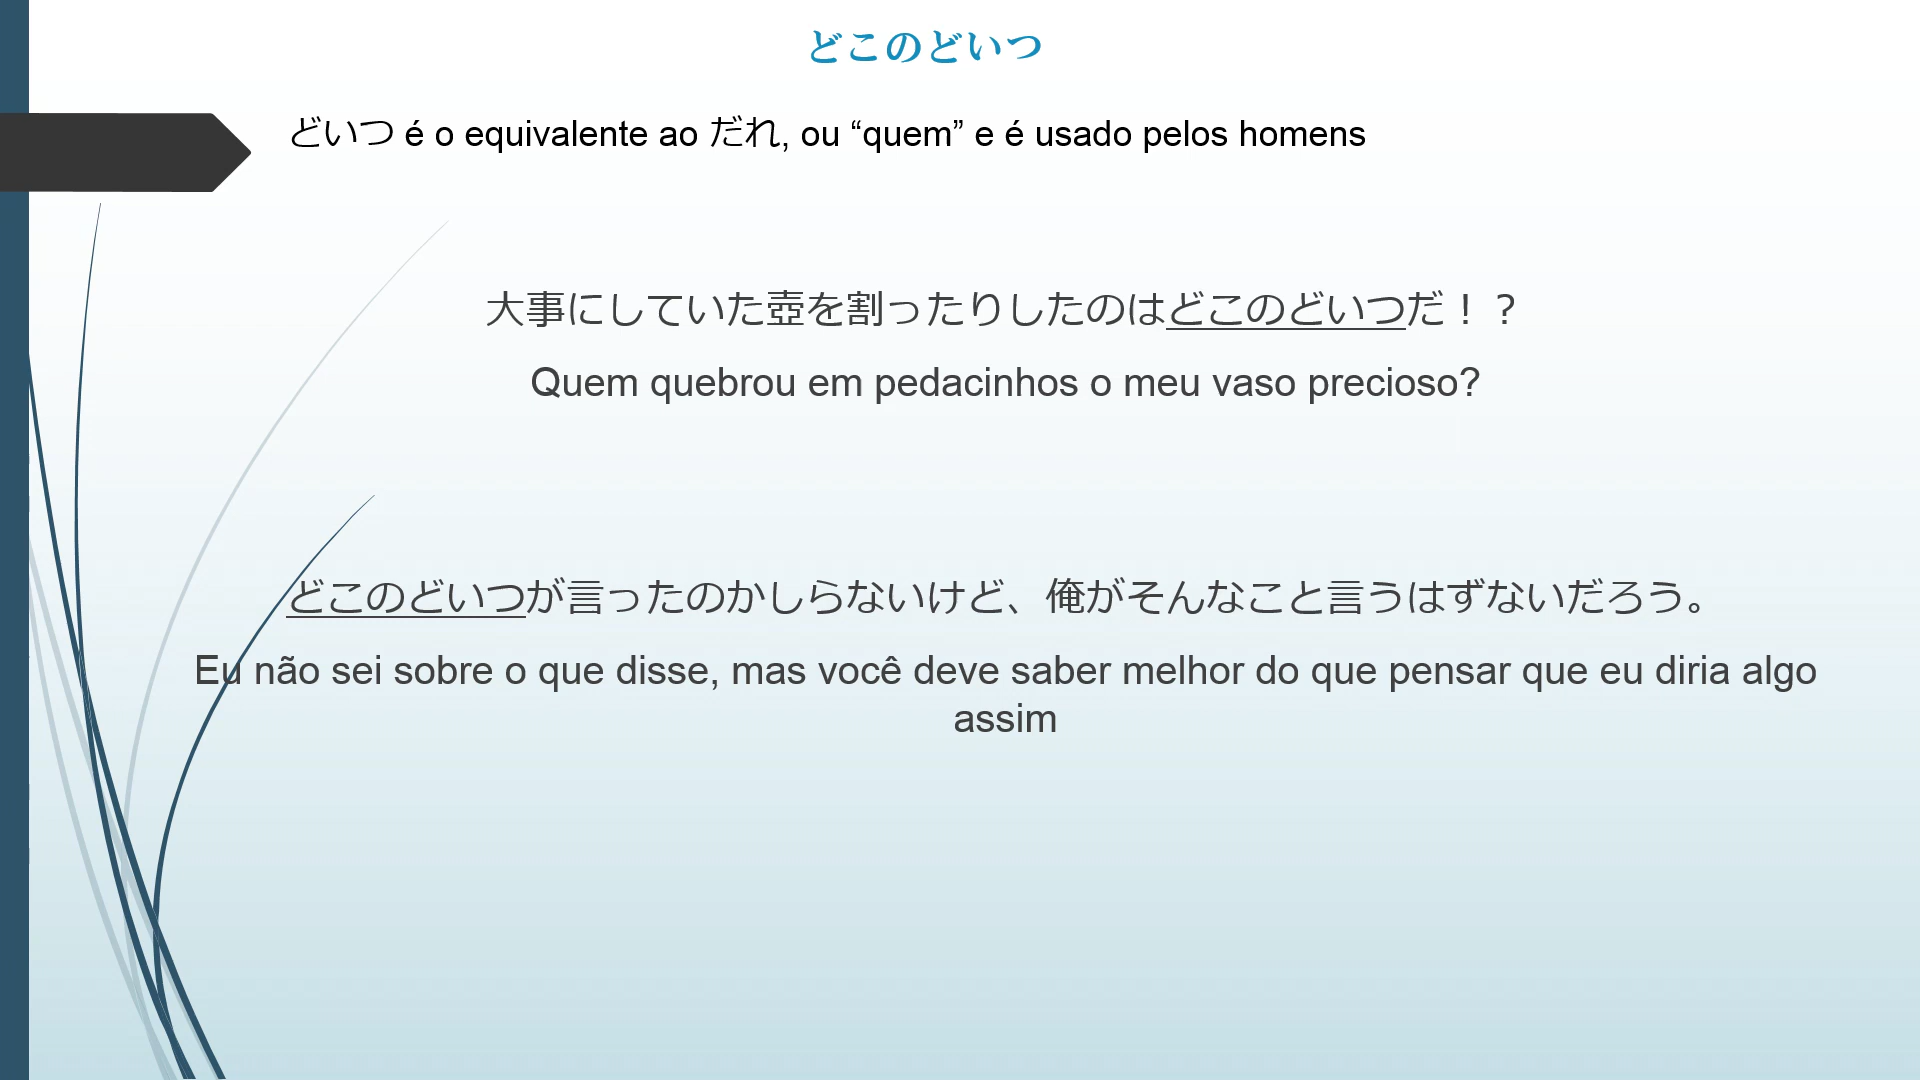 どこのどいつ
どいつ é o equivalente ao だれ, ou “quem” e é usado pelos homens
大事にしていた壺を割ったりしたのはどこのどいつだ！？
Quem quebrou em pedacinhos o meu vaso precioso?
どこのどいつが言ったのかしらないけど、俺がそんなこと言うはずないだろう。
Eu não sei sobre o que disse, mas você deve saber melhor do que pensar que eu diria algo
assim